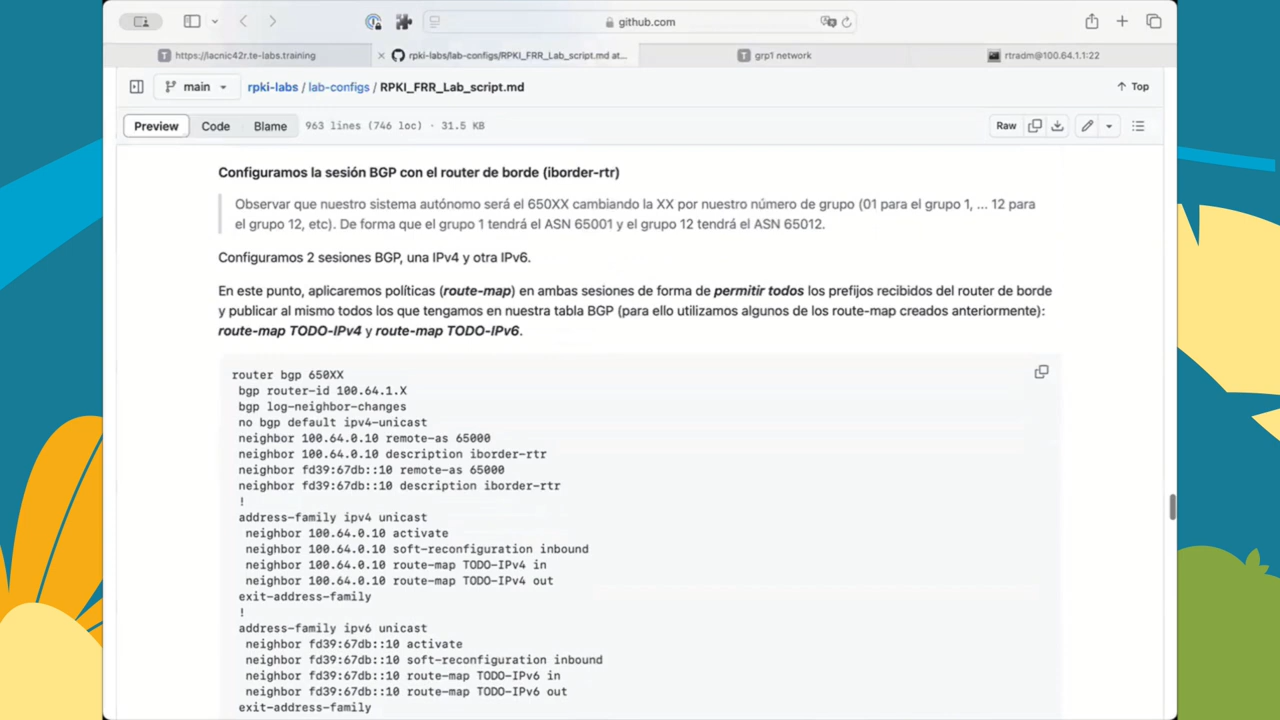 github.com
https://lacnic42r.te-labs.training
rpki-labs/lab-configs/RPKI_FRR_Lab_script.md at...
grp1 network
rtradm@100.64.1.1:22
main
rpki-labs / lab-configs / RPKI_FRR_Lab_script.md
Top
Preview
Code
Blame
963 lines (746 loc) · 31.5 KB
Raw
Configuramos la sesión BGP con el router de borde (iborder-rtr)
Observar que nuestro sistema autónomo será el 650XX cambiando la XX por nuestro número de grupo (01 para el grupo 1, ... 12 para
el grupo 12, etc). De forma que el grupo 1 tendrá el ASN 65001 y el grupo 12 tendrá el ASN 65012.
Configuramos 2 sesiones BGP, una IPv4 y otra IPv6.
En este punto, aplicaremos políticas (route-map) en ambas sesiones de forma de permitir todos los prefijos recibidos del router de borde
y publicar al mismo todos los que tengamos en nuestra tabla BGP (para ello utilizamos algunos de los route-map creados anteriormente):
route-map TODO-IPv4 y route-map TODO-IPv6.
router bgp 650XX
bgp router-id 100.64.1.X
bgp log-neighbor-changes
no bgp default ipv4-unicast
neighbor 100.64.0.10 remote-as 65000
neighbor 100.64.0.10 description iborder-rtr
neighbor fd39:67db::10 remote-as 65000
neighbor fd39:67db::10 description iborder-rtr
!
address-family ipv4 unicast
neighbor 100.64.0.10 activate
neighbor 100.64.0.10 soft-reconfiguration inbound
neighbor 100.64.0.10 route-map TODO-IPv4 in
neighbor 100.64.0.10 route-map TODO-IPv4 out
exit-address-family
!
address-family ipv6 unicast
neighbor fd39:67db::10 activate
neighbor fd39:67db::10 soft-reconfiguration inbound
neighbor fd39:67db::10 route-map TODO-IPv6 in
neighbor fd39:67db::10 route-map TODO-IPv6 out
exit-address-family